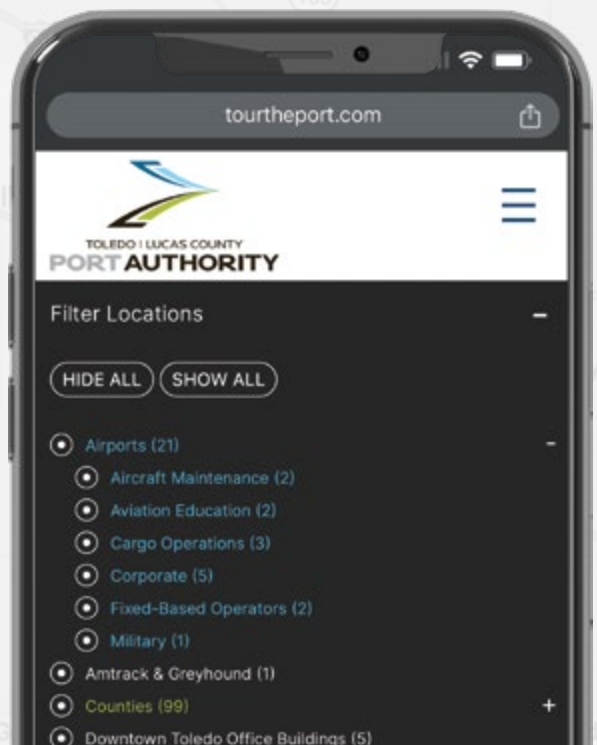 tourtheport.com
TOLEDO | LUCAS COUNTY
PORT AUTHORITY
Filter Locations −
HIDE ALL SHOW ALL
Airports (21) -
Aircraft Maintenance (2)
Aviation Education (2)
Cargo Operations (3)
Corporate (5)
Fixed-Based Operators (2)
Military (1)
Amtrack & Greyhound (1)
Counties (99) +
Downtown Toledo Office Buildings (5)